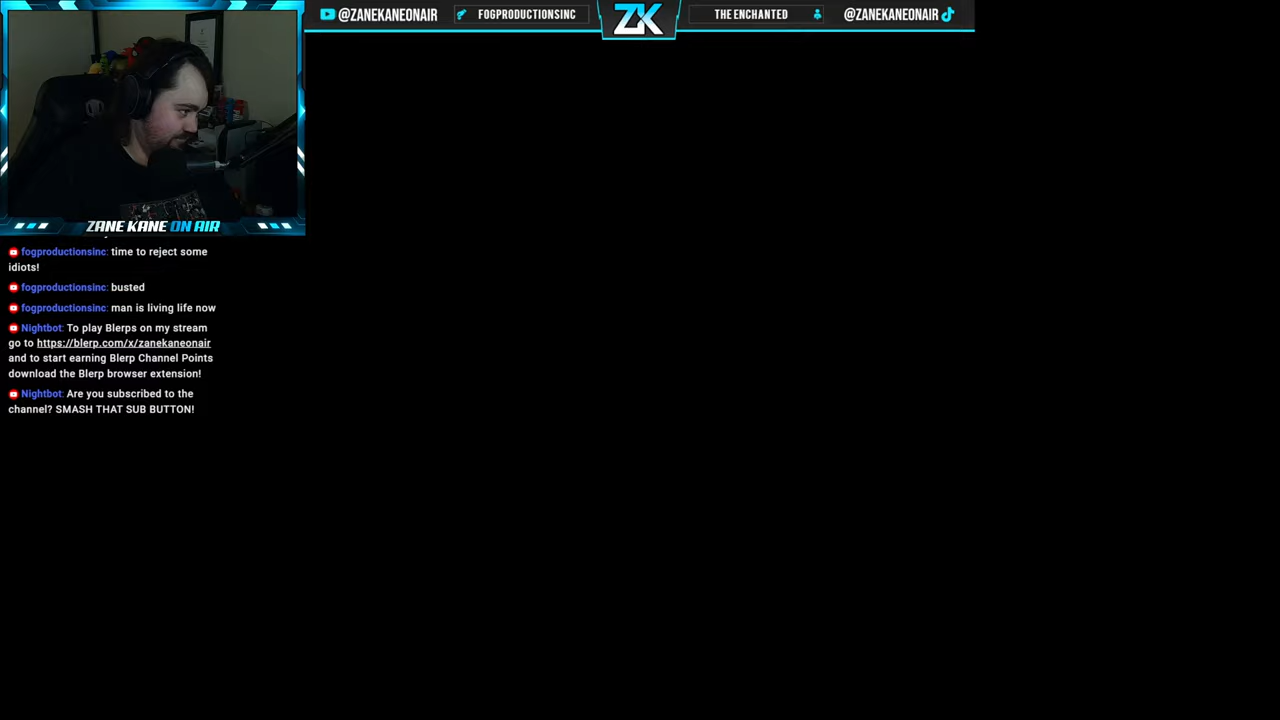 @ZANEKANEONAIR
FOGPRODUCTIONSINC
ZK
THE ENCHANTED
@ZANEKANEONAIR
ZANE KANE ON AIR
fogproductionsinc: time to reject some
idiots!
fogproductionsinc: busted
fogproductionsinc: man is living life now
Nightbot: To play Blerps on my stream
go to https://blerp.com/x/zanekaneonair
and to start earning Blerp Channel Points
download the Blerp browser extension!
Nightbot: Are you subscribed to the
channel? SMASH THAT SUB BUTTON!